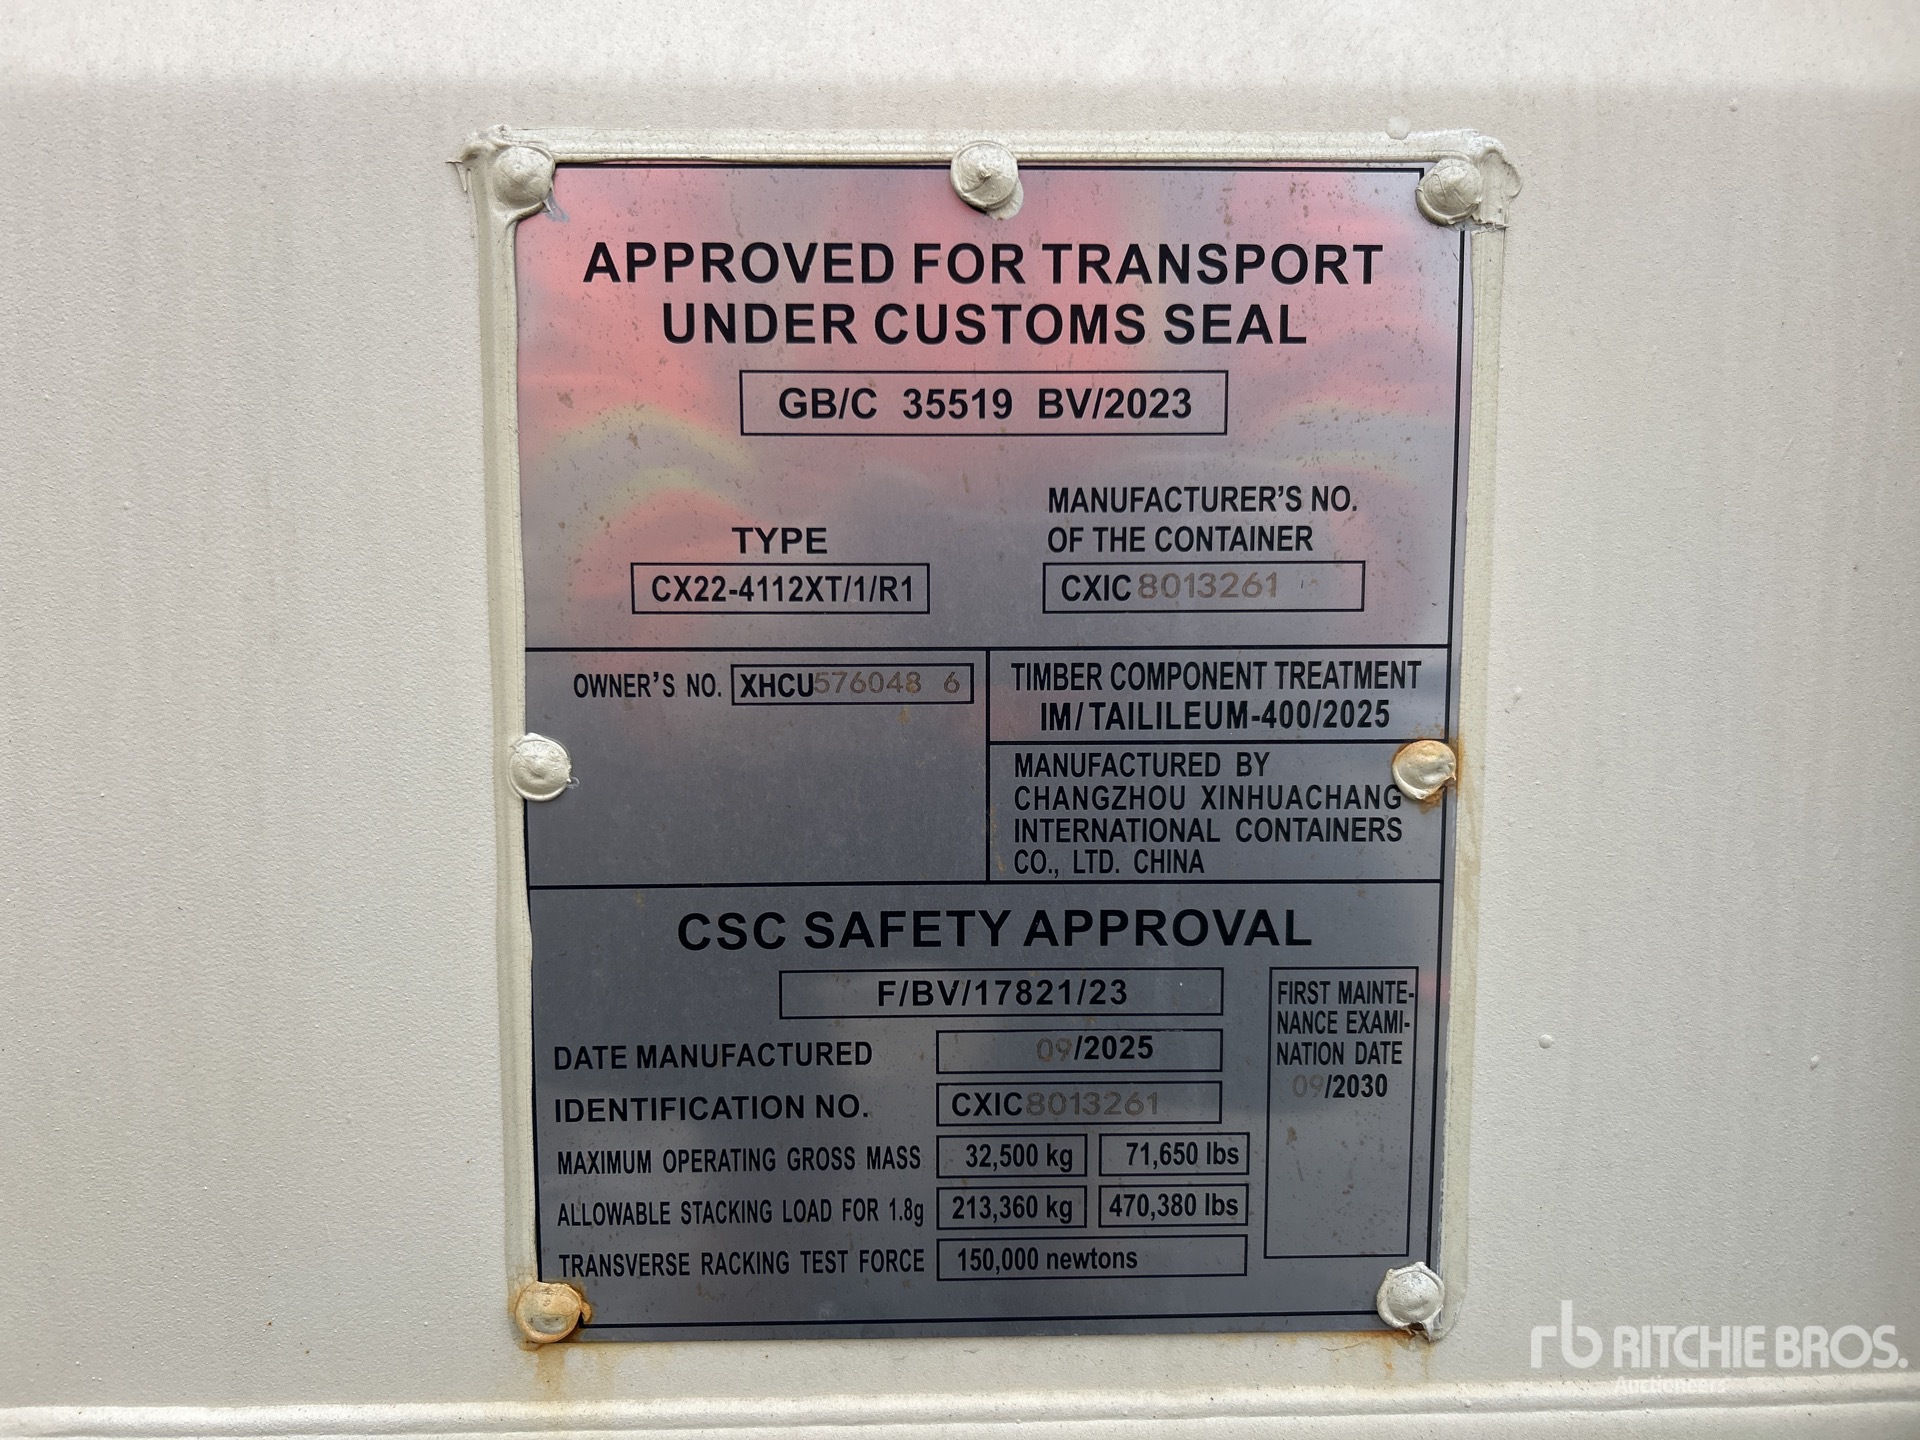 APPROVED FOR TRANSPORT
UNDER CUSTOMS SEAL
GB/C 35519 BV/2023
TYPE
CX22-4112XT/1/R1
MANUFACTURER'S NO.
OF THE CONTAINER
CXIC 8013261
OWNER'S NO. XHCU576048 6
TIMBER COMPONENT TREATMENT
IM/TAILILEUM-400/2025
MANUFACTURED BY
CHANGZHOU XINHUACHANG
INTERNATIONAL CONTAINERS
CO., LTD. CHINA
CSC SAFETY APPROVAL
F/BV/17821/23
DATE MANUFACTURED 09/2025
IDENTIFICATION NO. CXIC8013261
MAXIMUM OPERATING GROSS MASS 32,500 kg 71,650 lbs
ALLOWABLE STACKING LOAD FOR 1.8g 213,360 kg 470,380 lbs
TRANSVERSE RACKING TEST FORCE 150,000 newtons
FIRST MAINTE-
NANCE EXAMI-
NATION DATE
09/2030
rb RITCHIE BROS.
Auctioneers